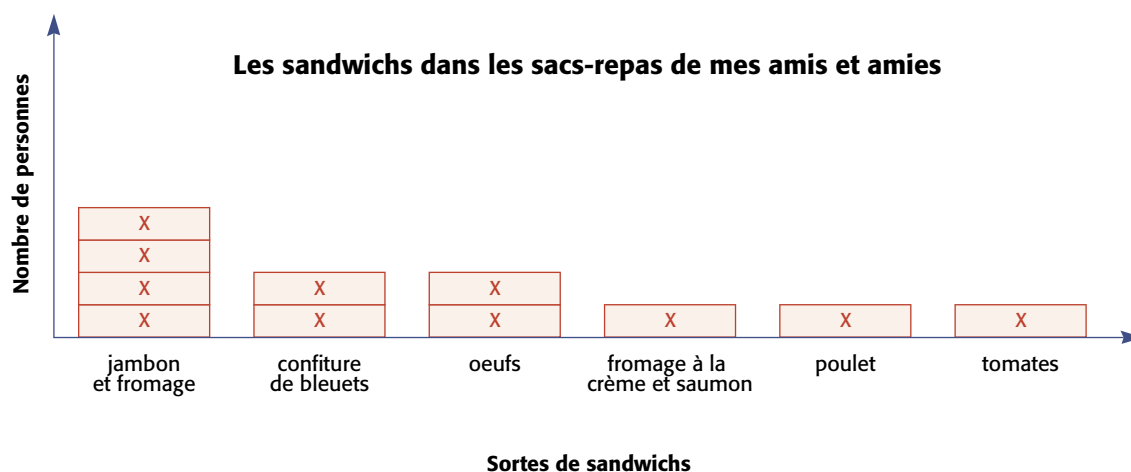 Les sandwichs dans les sacs-repas de mes amis et amies
Nombre de personnes
X
X
X X X
X X X X X X
jambon
et fromage
confiture
de bleuets
oeufs
fromage à la
crème et saumon
poulet
tomates
Sortes de sandwichs